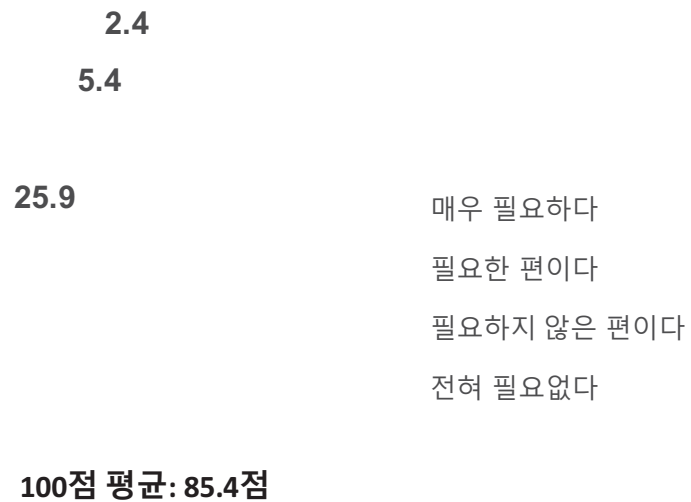 2.4
5.4
25.9
매우 필요하다
필요한 편이다
필요하지 않은 편이다
전혀 필요없다
100점 평균: 85.4점